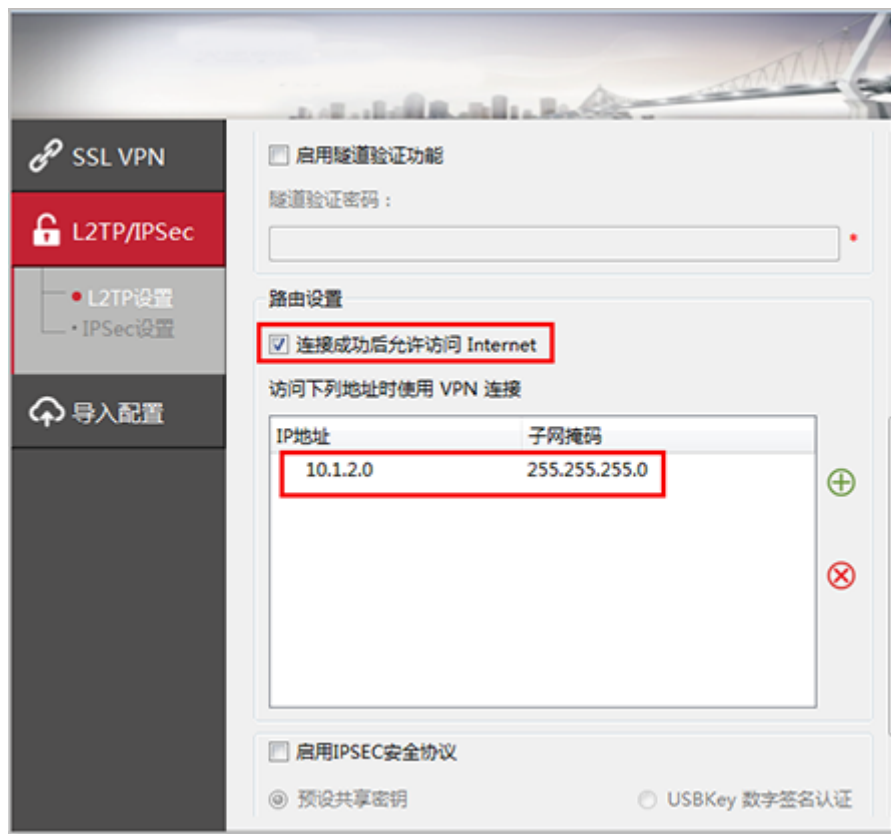 SSL VPN
L2TP/IPSec
L2TP设置
IPSec设置
导入配置
启用隧道验证功能
隧道验证密码：
*
路由设置
连接成功后允许访问 Internet
访问下列地址时使用 VPN 连接
IP地址 子网掩码
10.1.2.0 255.255.255.0
启用IPSEC安全协议
预设共享密钥 USBKey 数字签名认证